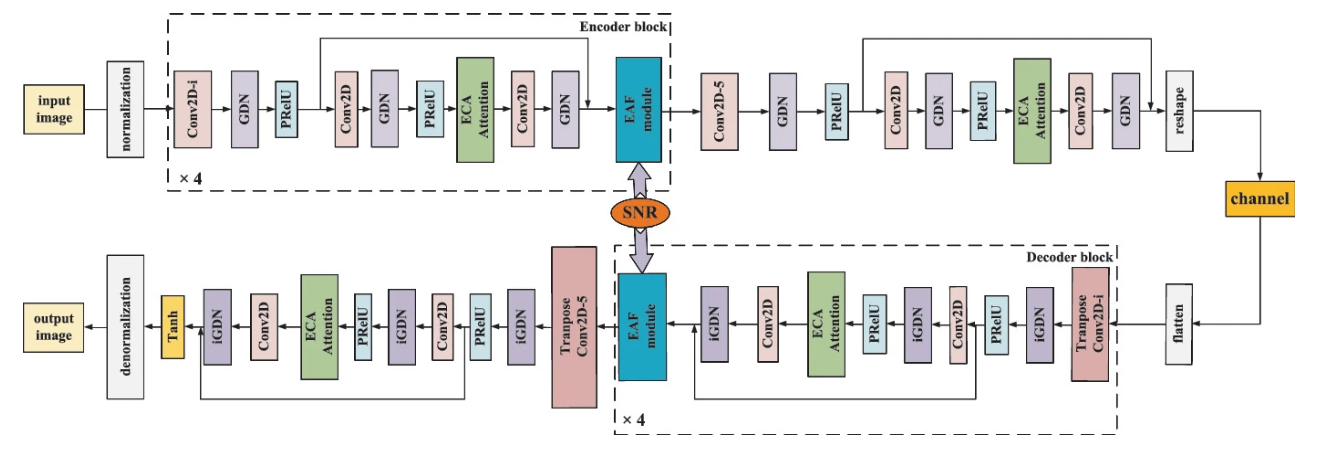 Encoder block
input
image
normalization
Conv2D-i
GDN
PRelU
Conv2D
GDN
PRelU
ECA
Attention
Conv2D
GDN
EAF
module
× 4
Conv2D-5
GDN
PRelU
Conv2D
GDN
PRelU
ECA
Attention
Conv2D
GDN
reshape
channel
SNR
Decoder block
flatten
Tranpose
Conv2D-i
iGDN
PRelU
Conv2D
iGDN
PRelU
ECA
Attention
Conv2D
iGDN
EAF
module
× 4
Tranpose
Conv2D-5
iGDN
PRelU
Conv2D
iGDN
PRelU
ECA
Attention
Conv2D
iGDN
Tanh
denormalization
output
image